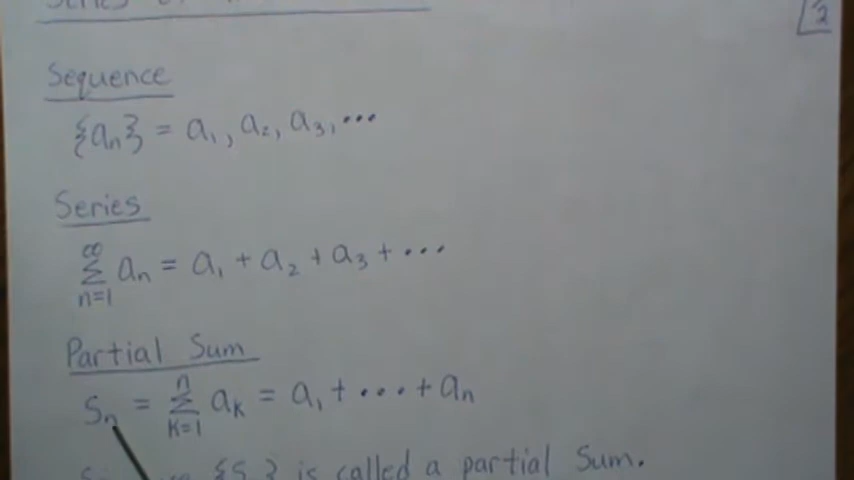 2
Sequence
{aₙ} = a₁, a₂, a₃, ...
Series
∞
Σ aₙ = a₁ + a₂ + a₃ + ...
n=1
Partial Sum
n
Sₙ = Σ aₖ = a₁ + ... + aₙ
K=1
{S } is called a partial Sum.